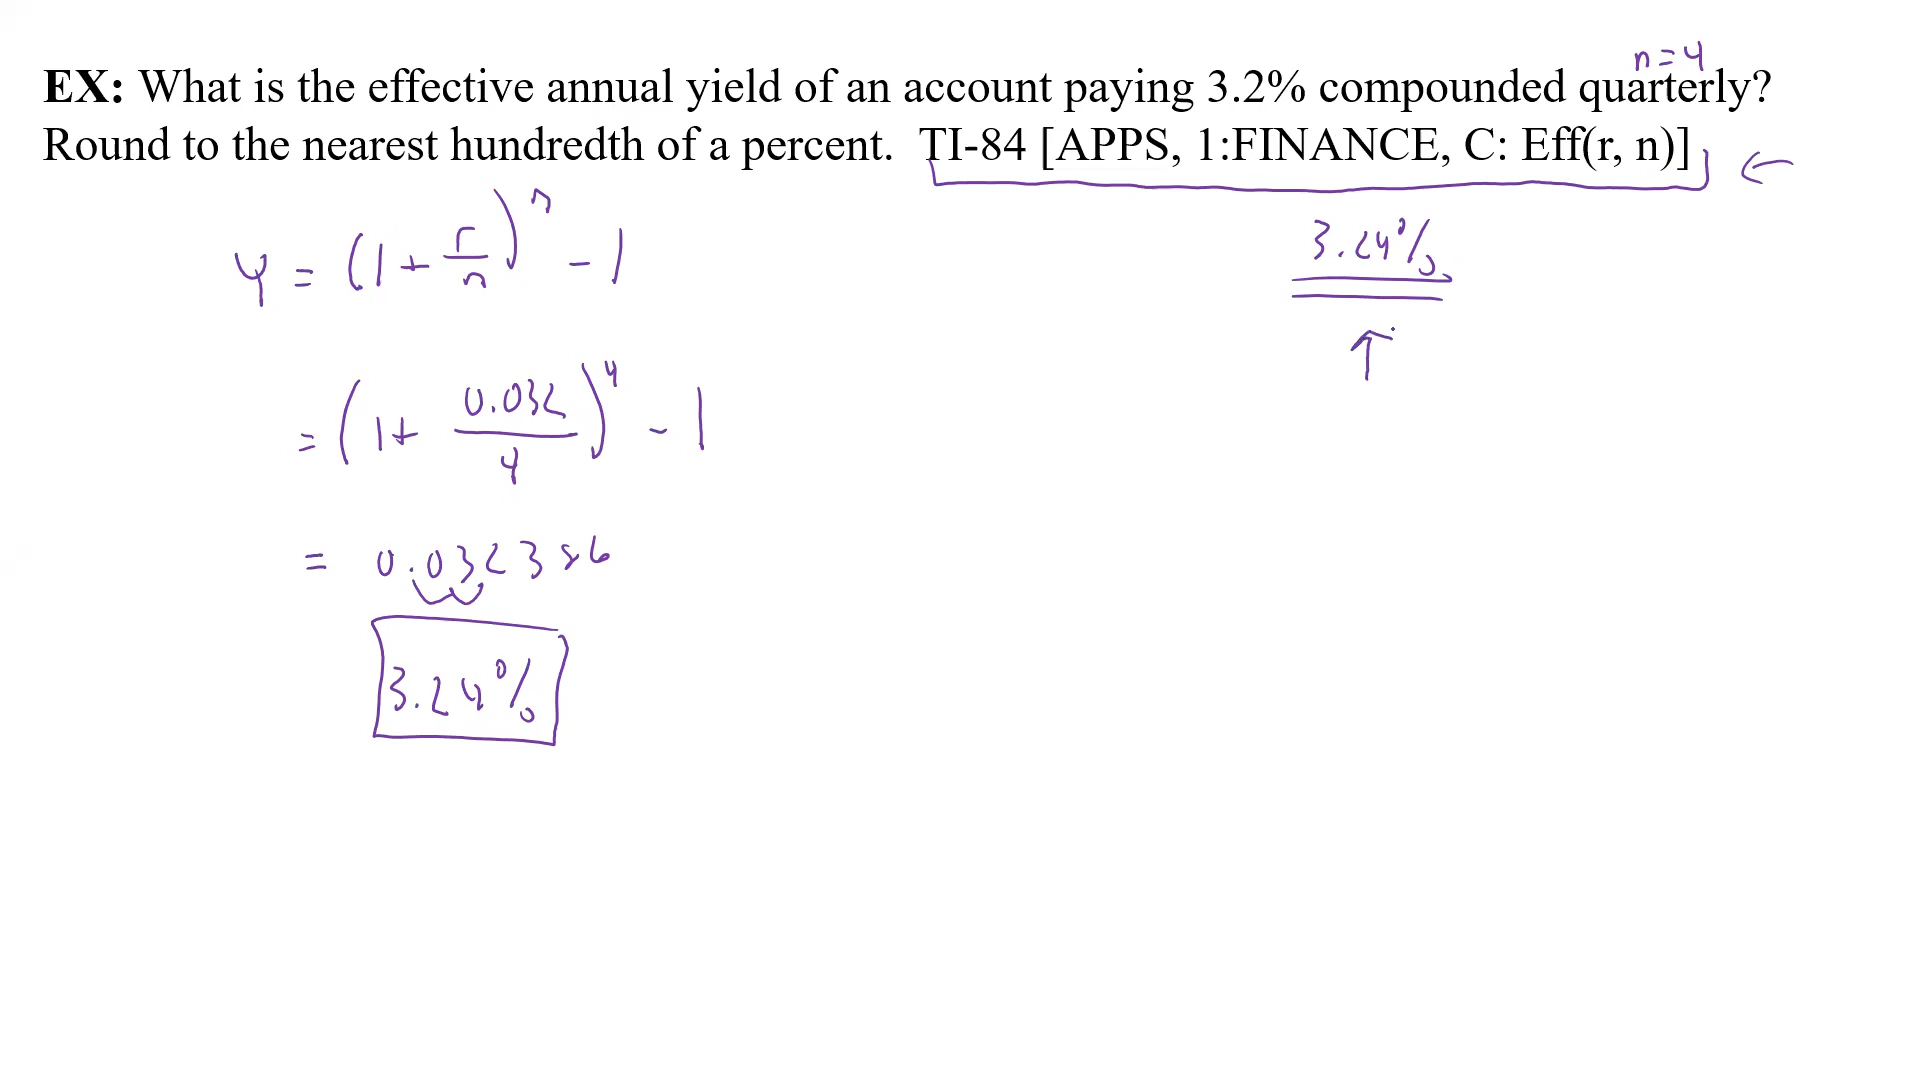 n = 4
EX: What is the effective annual yield of an account paying 3.2% compounded quarterly?
Round to the nearest hundredth of a percent. TI-84 [APPS, 1:FINANCE, C: Eff(r, n)] ←
Y = (1 + r/n)^n - 1
3.24%
↑
= (1 + 0.032/4)^4 - 1
= 0.032386
3.24%